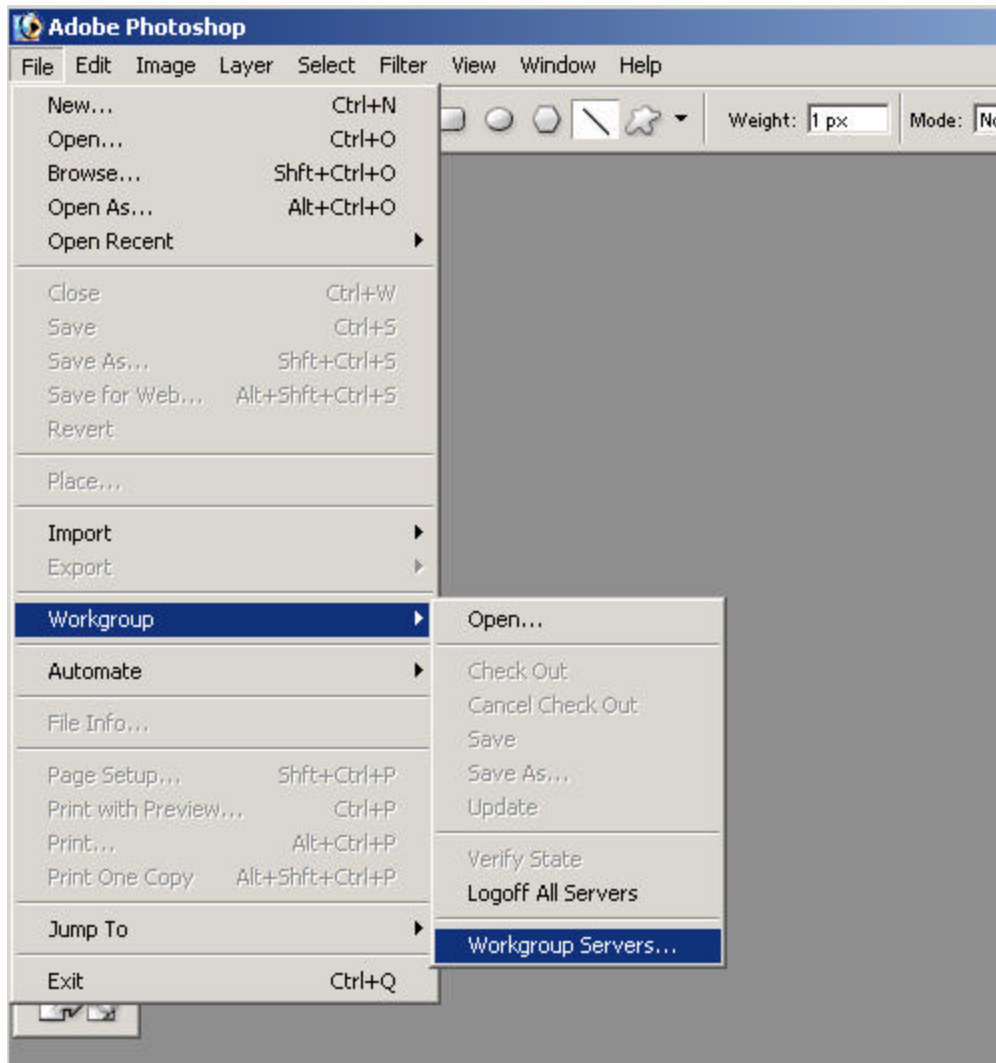 Adobe Photoshop
File Edit Image Layer Select Filter View Window Help
Weight: 1 px Mode:
New... Ctrl+N
Open... Ctrl+O
Browse... Shft+Ctrl+O
Open As... Alt+Ctrl+O
Open Recent
Close Ctrl+W
Save Ctrl+S
Save As... Shft+Ctrl+S
Save for Web... Alt+Shft+Ctrl+S
Revert
Place...
Import
Export
Workgroup
Automate
File Info...
Page Setup... Shft+Ctrl+P
Print with Preview... Ctrl+P
Print... Alt+Ctrl+P
Print One Copy Alt+Shft+Ctrl+P
Jump To
Exit Ctrl+Q
Open...
Check Out
Cancel Check Out
Save
Save As...
Update
Verify State
Logoff All Servers
Workgroup Servers...